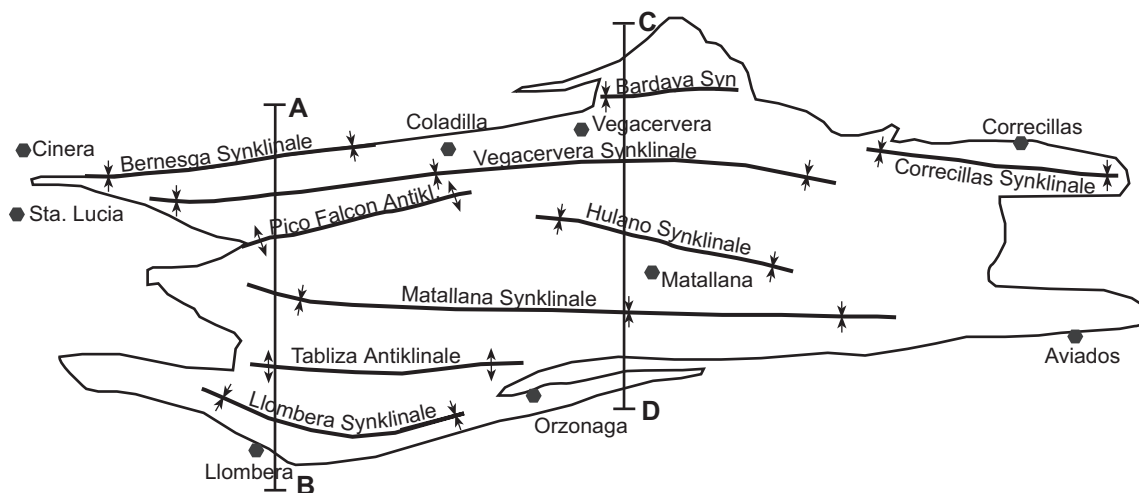 C
Bardaya Syn
A
Coladilla
Vegacervera
Correcillas
Cinera
Bernesga Synklinale
Vegacervera Synklinale
Correcillas Synklinale
Sta. Lucia
Pico Falcon Antikl.
Hulano Synklinale
Matallana
Matallana Synklinale
Tabliza Antiklinale
Aviados
Llombera Synklinale
D
Orzonaga
Llombera
B